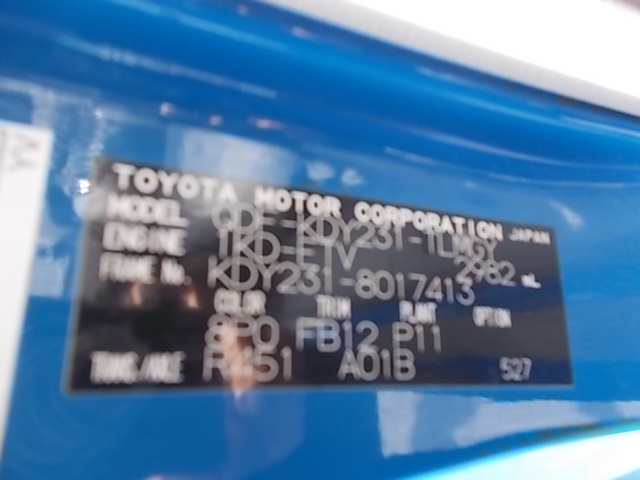 TOYOTA MOTOR CORPORATION JAPAN
MODEL QDF-KDY231-TLMGY
ENGINE 1KD-FTV 2982 mL
FRAME No. KDY231-8017413
COLOR TRIM PLANT OPTION
8P0 FB12 P11
TRANS/AXLE R451 A01B 527